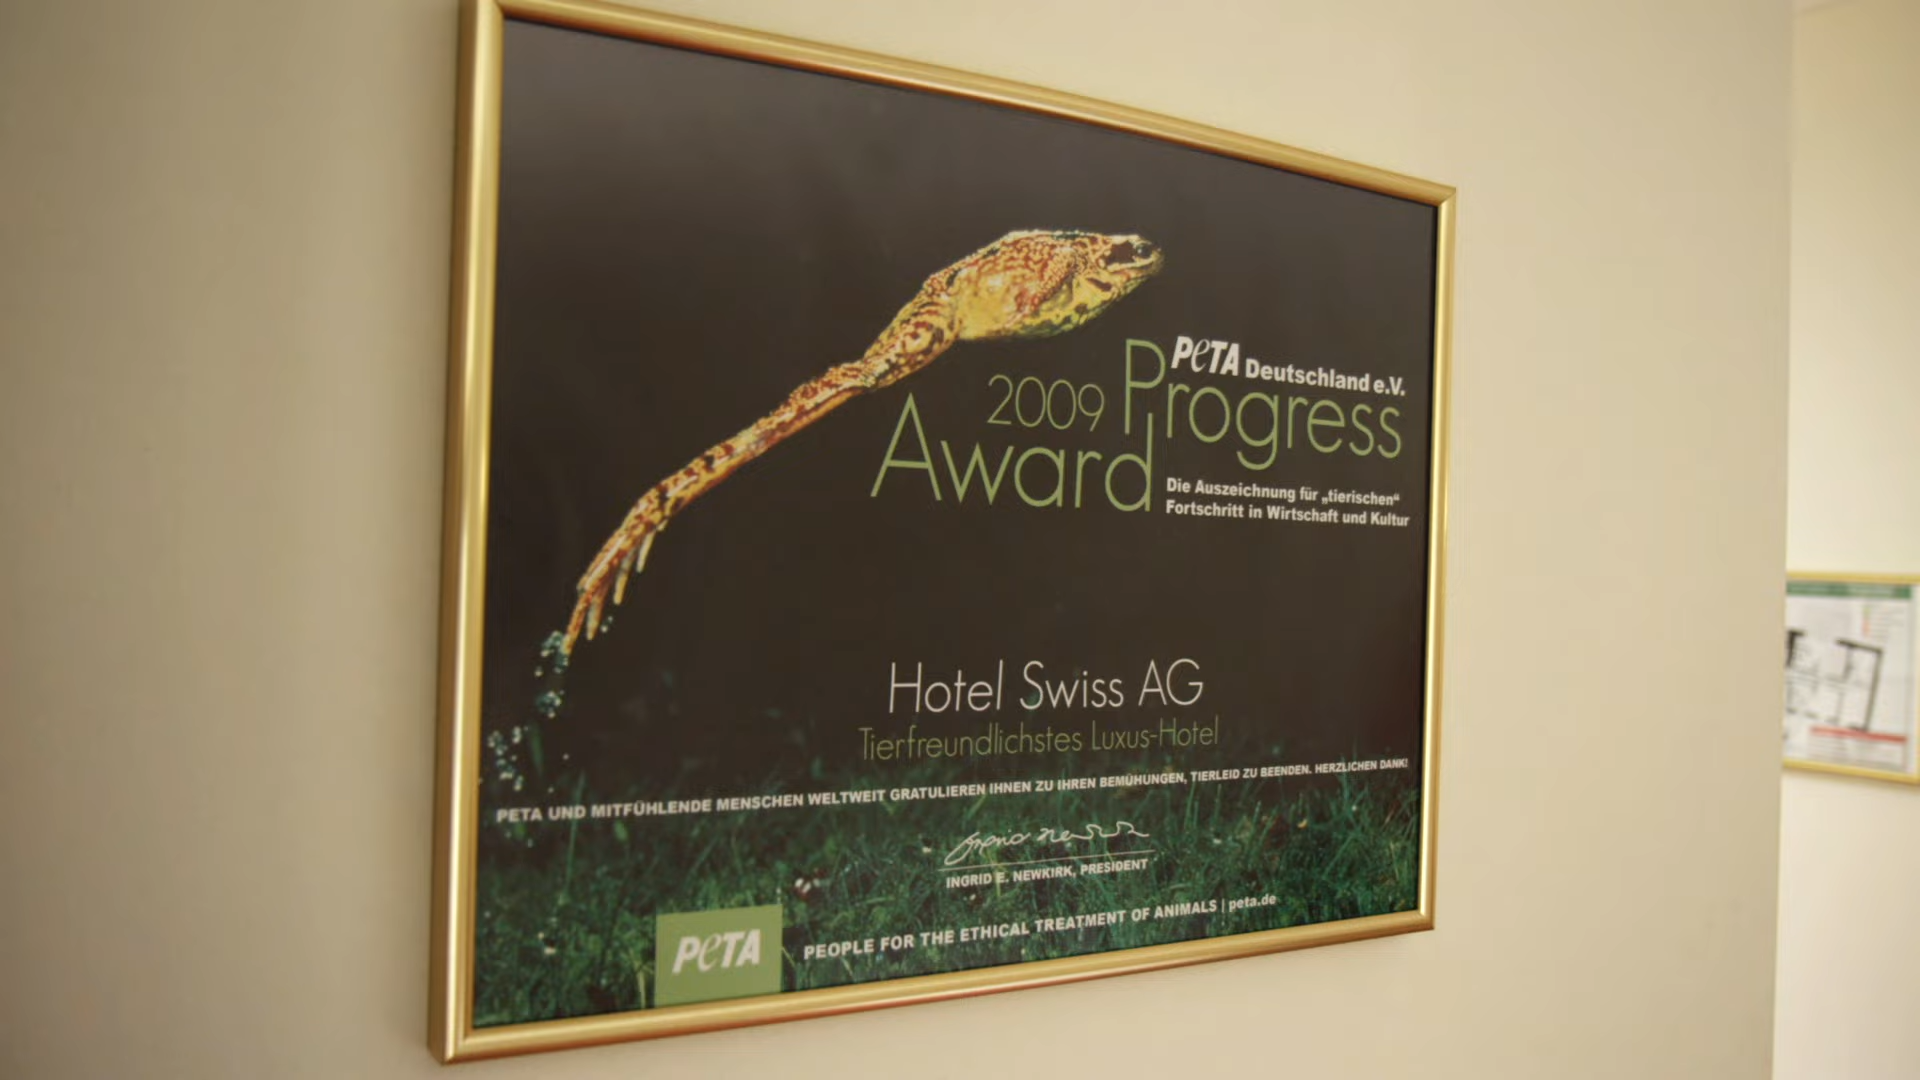 PETA Deutschland e.V.
2009 Progress
Award
Die Auszeichnung für „tierischen“
Fortschritt in Wirtschaft und Kultur
Hotel Swiss AG
Tierfreundlichstes Luxus-Hotel
PETA UND MITFÜHLENDE MENSCHEN WELTWEIT GRATULIEREN IHNEN ZU IHREN BEMÜHUNGEN, TIERLEID ZU BEENDEN. HERZLICHEN DANK!
INGRID E. NEWKIRK, PRESIDENT
PETA PEOPLE FOR THE ETHICAL TREATMENT OF ANIMALS | peta.de